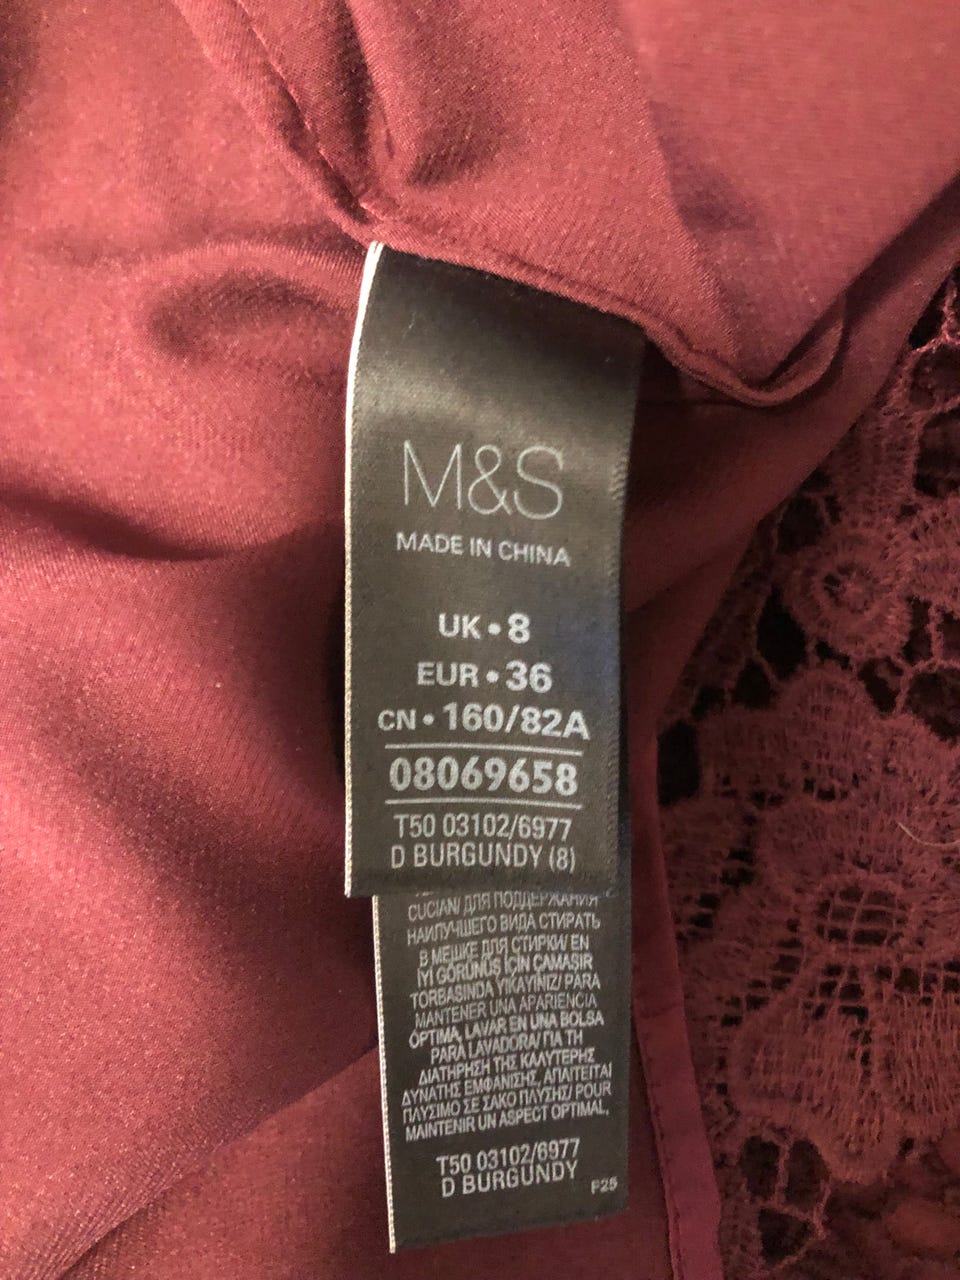 M&S
MADE IN CHINA
UK • 8
EUR • 36
CN • 160/82A
08069658
T50 03102/6977
D BURGUNDY (8)
CUCIAN/ ДЛЯ ПОДДЕРЖАНИЯ
НАИЛУЧШЕГО ВИДА СТИРАТЬ
В МЕШКЕ ДЛЯ СТИРКИ/ EN
İYİ GÖRÜNÜŞ İÇİN ÇAMAŞIR
TORBASINDA YIKAYINIZ/ PARA
MANTENER UNA APARIENCIA
ÓPTIMA, LAVAR EN UNA BOLSA
PARA LAVADORA/ ΓΙΑ ΤΗ
ΔΙΑΤΗΡΗΣΗ ΤΗΣ ΚΑΛΥΤΕΡΗΣ
ΔΥΝΑΤΗΣ ΕΜΦΑΝΙΣΗΣ, ΑΠΑΙΤΕΙΤΑΙ
ΠΛΥΣΙΜΟ ΣΕ ΣΑΚΟ ΠΛΥΣΗΣ/ POUR
MAINTENIR UN ASPECT OPTIMAL,
T50 03102/6977
D BURGUNDY
P25